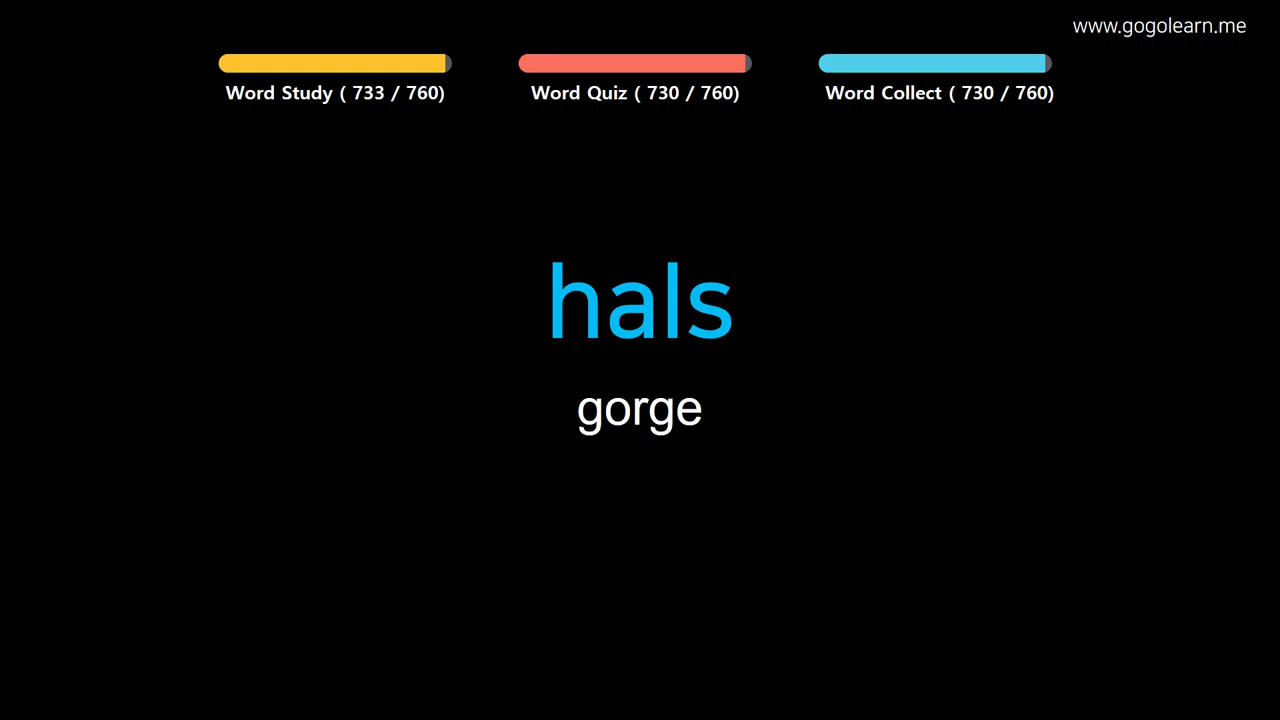 www.gogolearn.me
Word Study ( 733 / 760)
Word Quiz ( 730 / 760)
Word Collect ( 730 / 760)
hals
gorge